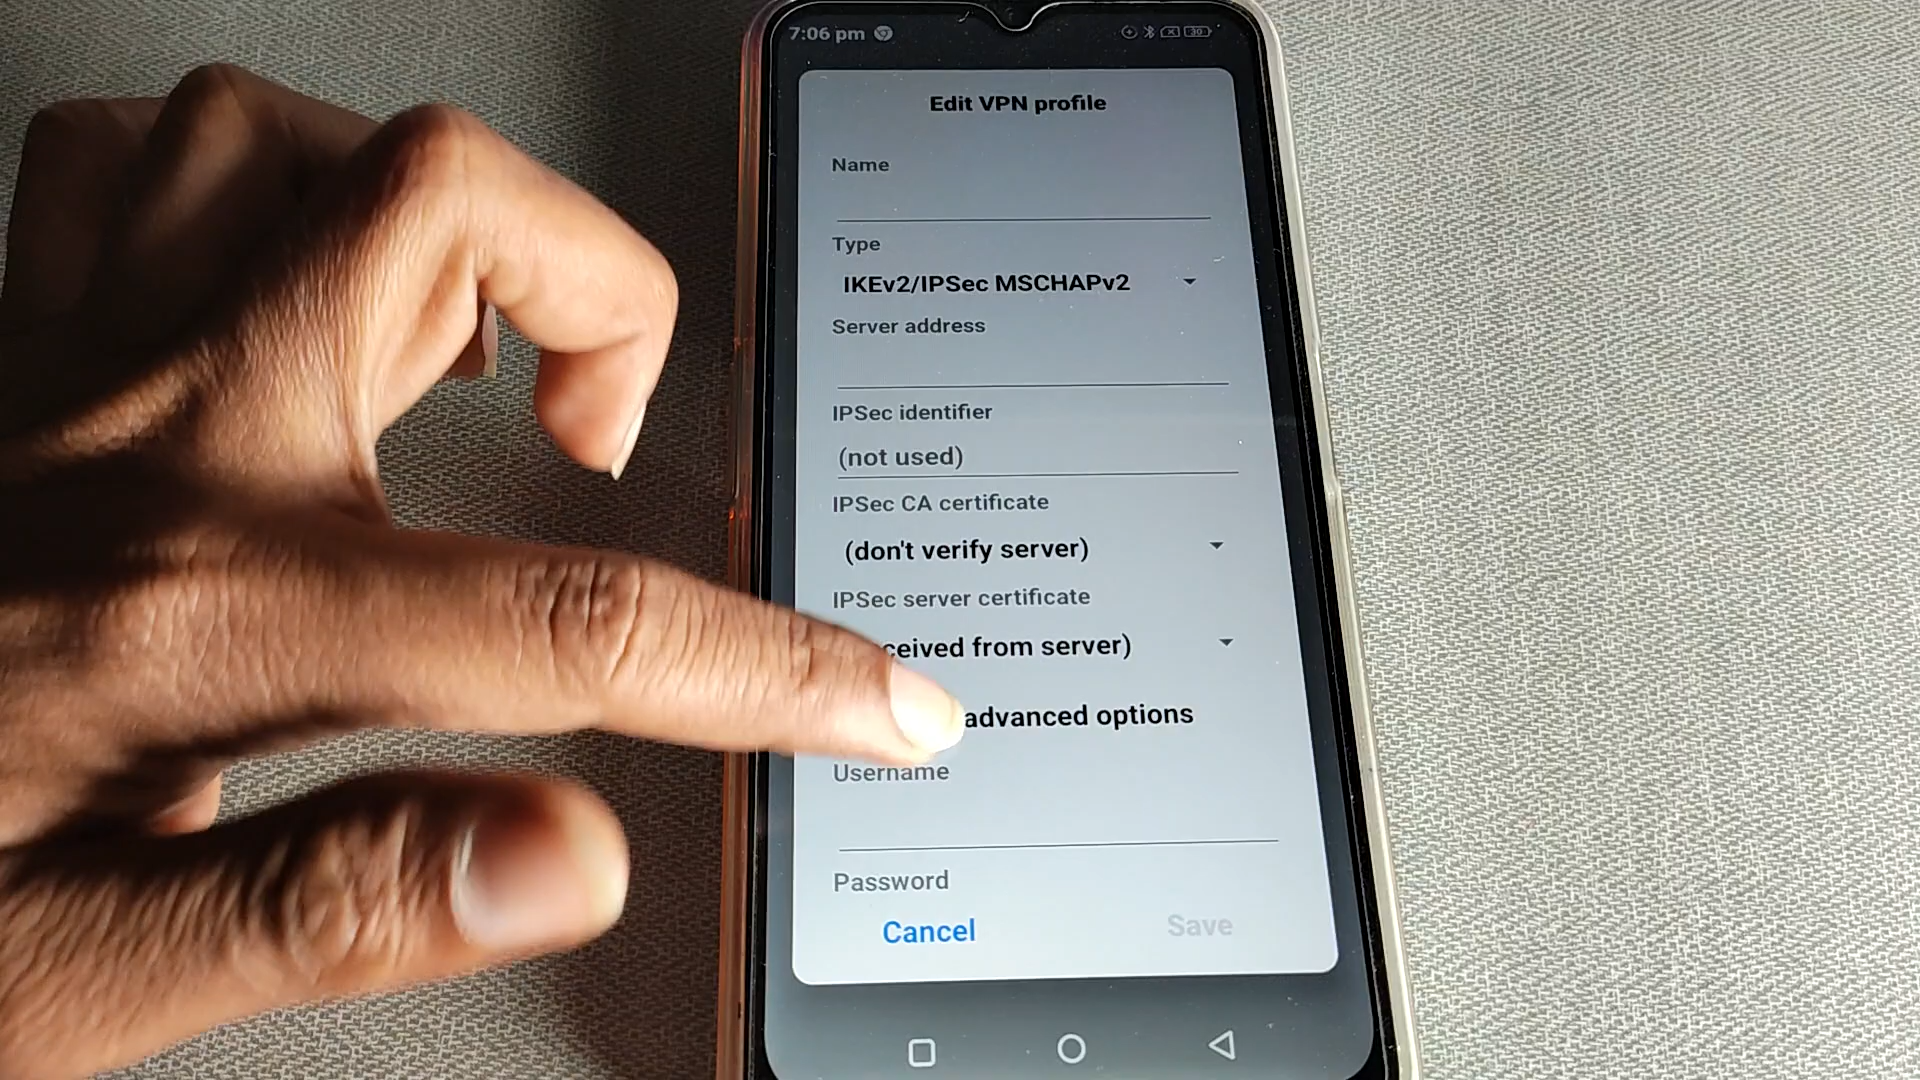 7:06 pm
30
Edit VPN profile
Name
Type
IKEv2/IPSec MSCHAPv2
Server address
IPSec identifier
(not used)
IPSec CA certificate
(don't verify server)
IPSec server certificate
ceived from server)
advanced options
Username
Password
Cancel
Save